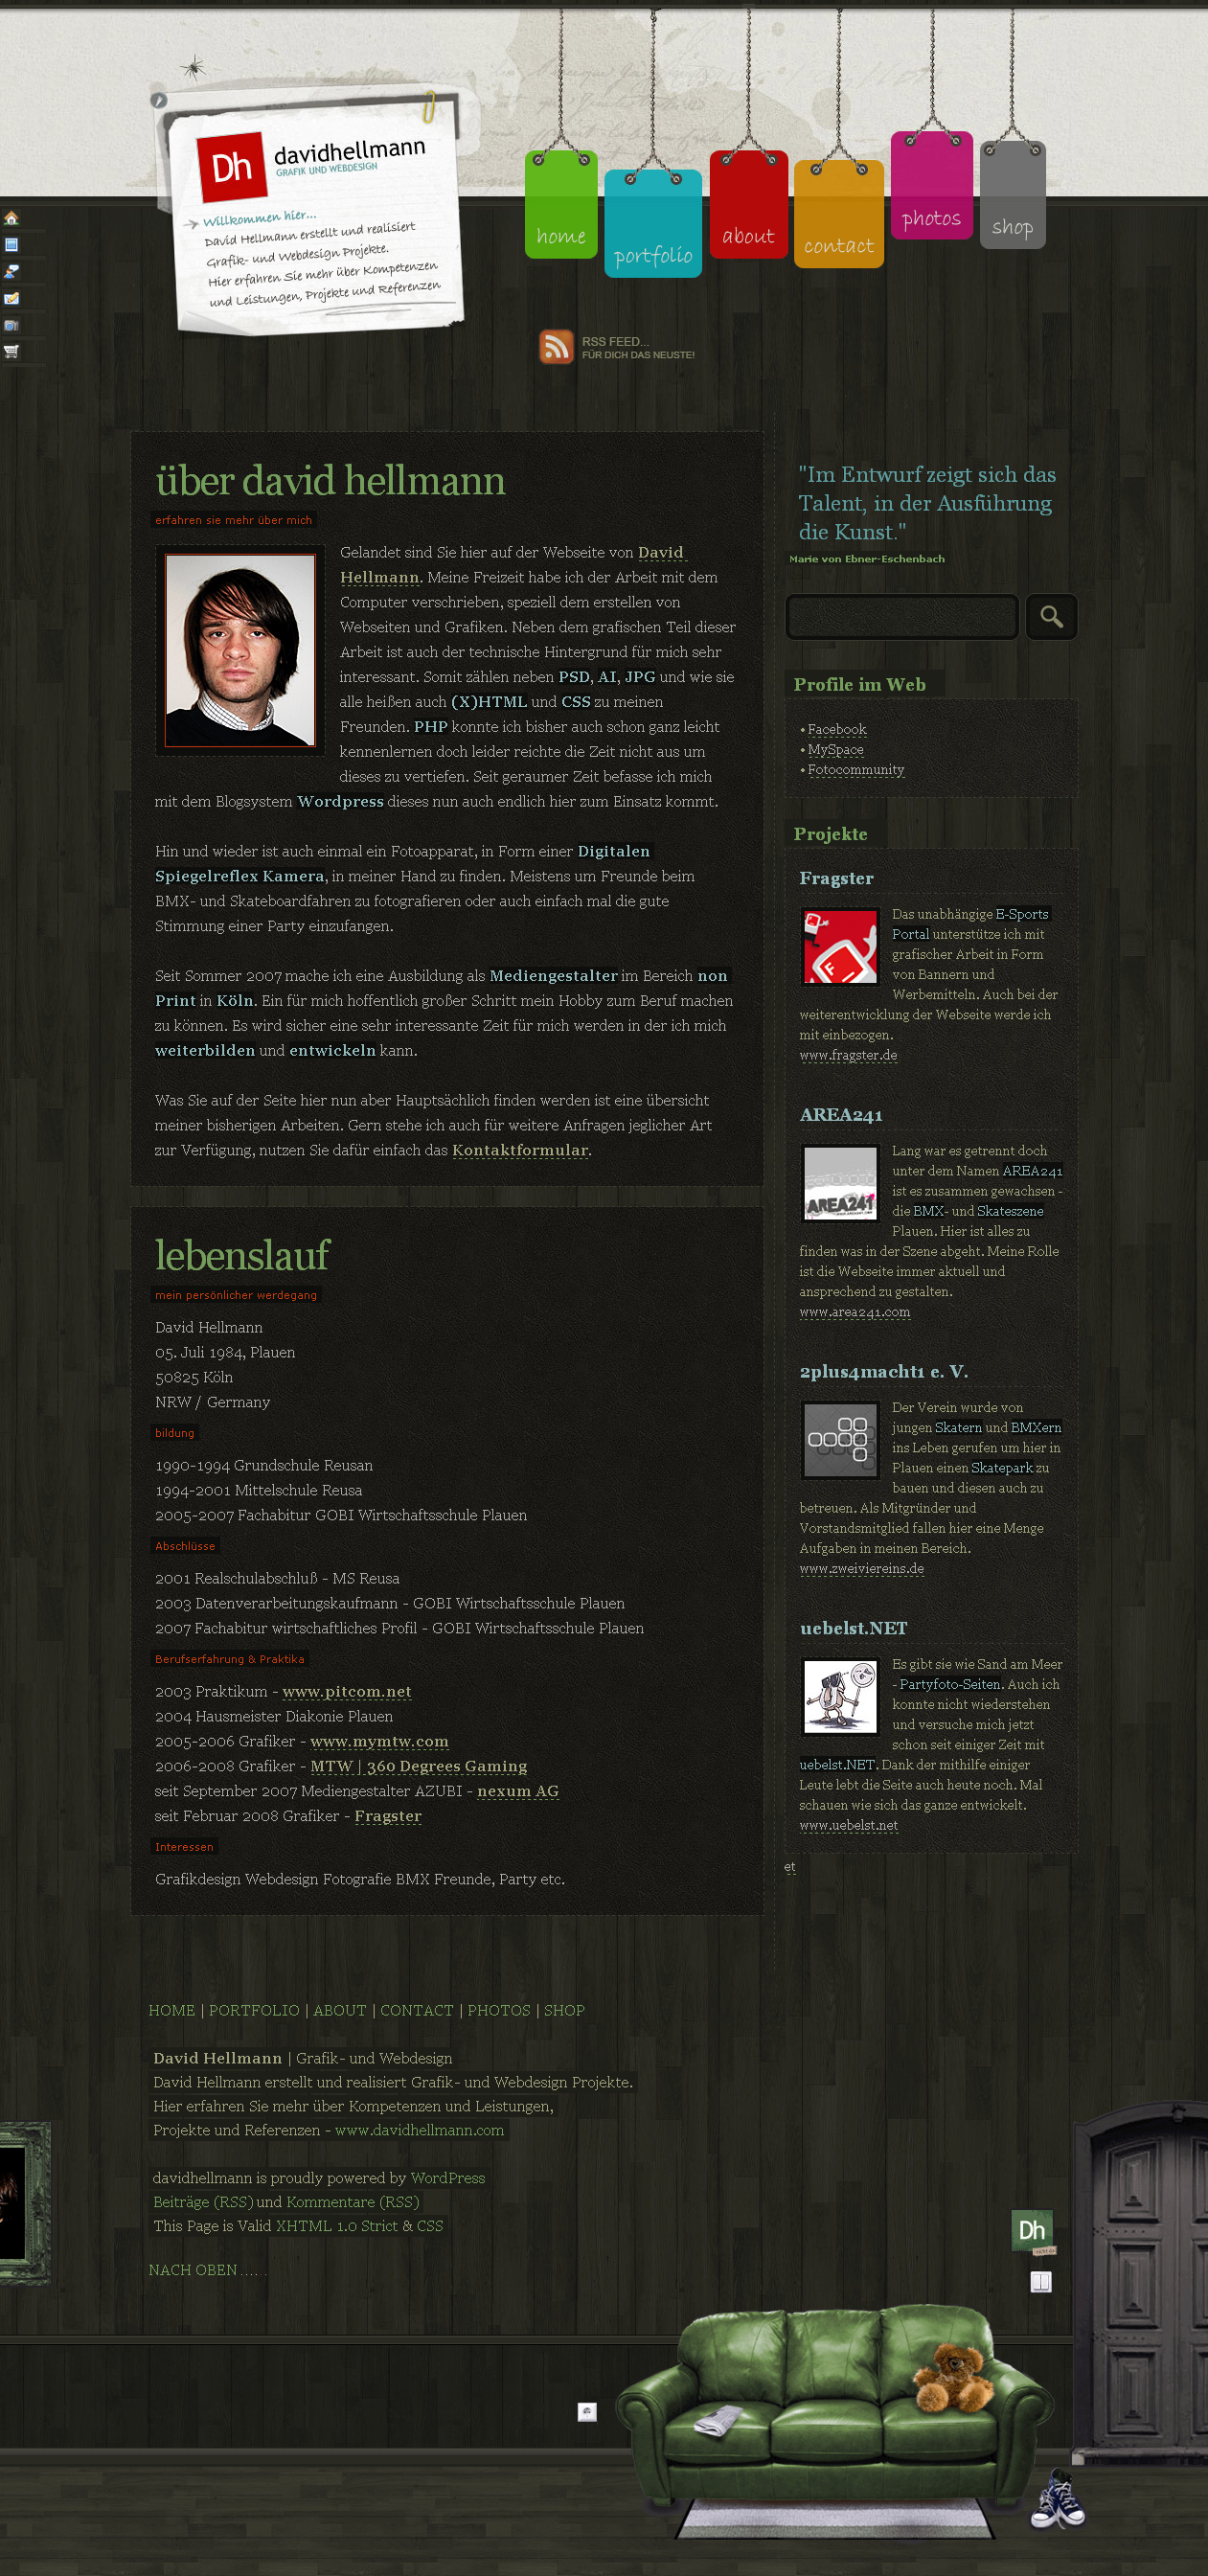 Dh
davidhellmann
GRAFIK UND WEBDESIGN
Willkommen hier...
David Hellmann erstellt und realisiert
Grafik- und Webdesign Projekte.
Hier erfahren Sie mehr über Kompetenzen
und Leistungen, Projekte und Referenzen
home
portfolio
about
contact
photos
shop
RSS FEED...
FÜR DICH DAS NEUSTE!
über david hellmann
erfahren sie mehr über mich
Gelandet sind Sie hier auf der Webseite von David
Hellmann. Meine Freizeit habe ich der Arbeit mit dem
Computer verschrieben, speziell dem erstellen von
Webseiten und Grafiken. Neben dem grafischen Teil dieser
Arbeit ist auch der technische Hintergrund für mich sehr
interessant. Somit zählen neben PSD, AI, JPG und wie sie
alle heißen auch (X)HTML und CSS zu meinen
Freunden. PHP konnte ich bisher auch schon ganz leicht
kennenlernen doch leider reichte die Zeit nicht aus um
dieses zu vertiefen. Seit geraumer Zeit befasse ich mich
mit dem Blogsystem Wordpress dieses nun auch endlich hier zum Einsatz kommt.
Hin und wieder ist auch einmal ein Fotoapparat, in Form einer Digitalen
Spiegelreflex Kamera, in meiner Hand zu finden. Meistens um Freunde beim
BMX- und Skateboardfahren zu fotografieren oder auch einfach mal die gute
Stimmung einer Party einzufangen.
Seit Sommer 2007 mache ich eine Ausbildung als Mediengestalter im Bereich non
Print in Köln. Ein für mich hoffentlich großer Schritt mein Hobby zum Beruf machen
zu können. Es wird sicher eine sehr interessante Zeit für mich werden in der ich mich
weiterbilden und entwickeln kann.
Was Sie auf der Seite hier nun aber Hauptsächlich finden werden ist eine übersicht
meiner bisherigen Arbeiten. Gern stehe ich auch für weitere Anfragen jeglicher Art
zur Verfügung, nutzen Sie dafür einfach das Kontaktformular.
lebenslauf
mein persönlicher werdegang
David Hellmann
05. Juli 1984, Plauen
50825 Köln
NRW / Germany
bildung
1990-1994 Grundschule Reusan
1994-2001 Mittelschule Reusa
2005-2007 Fachabitur GOBI Wirtschaftsschule Plauen
Abschlüsse
2001 Realschulabschluß - MS Reusa
2003 Datenverarbeitungskaufmann - GOBI Wirtschaftsschule Plauen
2007 Fachabitur wirtschaftliches Profil - GOBI Wirtschaftsschule Plauen
Berufserfahrung & Praktika
2003 Praktikum - www.pitcom.net
2004 Hausmeister Diakonie Plauen
2005-2006 Grafiker - www.mymtw.com
2006-2008 Grafiker - MTW | 360 Degrees Gaming
seit September 2007 Mediengestalter AZUBI - nexum AG
seit Februar 2008 Grafiker - Fragster
Interessen
Grafikdesign Webdesign Fotografie BMX Freunde, Party etc.
"Im Entwurf zeigt sich das
Talent, in der Ausführung
die Kunst."
Marie von Ebner-Eschenbach
Profile im Web
• Facebook
• MySpace
• Fotocommunity
Projekte
Fragster
Das unabhängige E-Sports
Portal unterstütze ich mit
grafischer Arbeit in Form
von Bannern und
Werbemitteln. Auch bei der
weiterentwicklung der Webseite werde ich
mit einbezogen.
www.fragster.de
AREA241
AREA241
Lang war es getrennt doch
unter dem Namen AREA241
ist es zusammen gewachsen -
die BMX- und Skateszene
Plauen. Hier ist alles zu
finden was in der Szene abgeht. Meine Rolle
ist die Webseite immer aktuell und
ansprechend zu gestalten.
www.area241.com
2plus4macht1 e. V.
Der Verein wurde von
jungen Skatern und BMXern
ins Leben gerufen um hier in
Plauen einen Skatepark zu
bauen und diesen auch zu
betreuen. Als Mitgründer und
Vorstandsmitglied fallen hier eine Menge
Aufgaben in meinen Bereich.
www.zweiviereins.de
uebelst.NET
Es gibt sie wie Sand am Meer
- Partyfoto-Seiten. Auch ich
konnte nicht wiederstehen
und versuche mich jetzt
schon seit einiger Zeit mit
uebelst.NET. Dank der mithilfe einiger
Leute lebt die Seite auch heute noch. Mal
schauen wie sich das ganze entwickelt.
www.uebelst.net
et
HOME | PORTFOLIO | ABOUT | CONTACT | PHOTOS | SHOP
David Hellmann | Grafik- und Webdesign
David Hellmann erstellt und realisiert Grafik- und Webdesign Projekte.
Hier erfahren Sie mehr über Kompetenzen und Leistungen,
Projekte und Referenzen - www.davidhellmann.com
davidhellmann is proudly powered by WordPress
Beiträge (RSS) und Kommentare (RSS)
This Page is Valid XHTML 1.0 Strict & CSS
NACH OBEN......
Dh